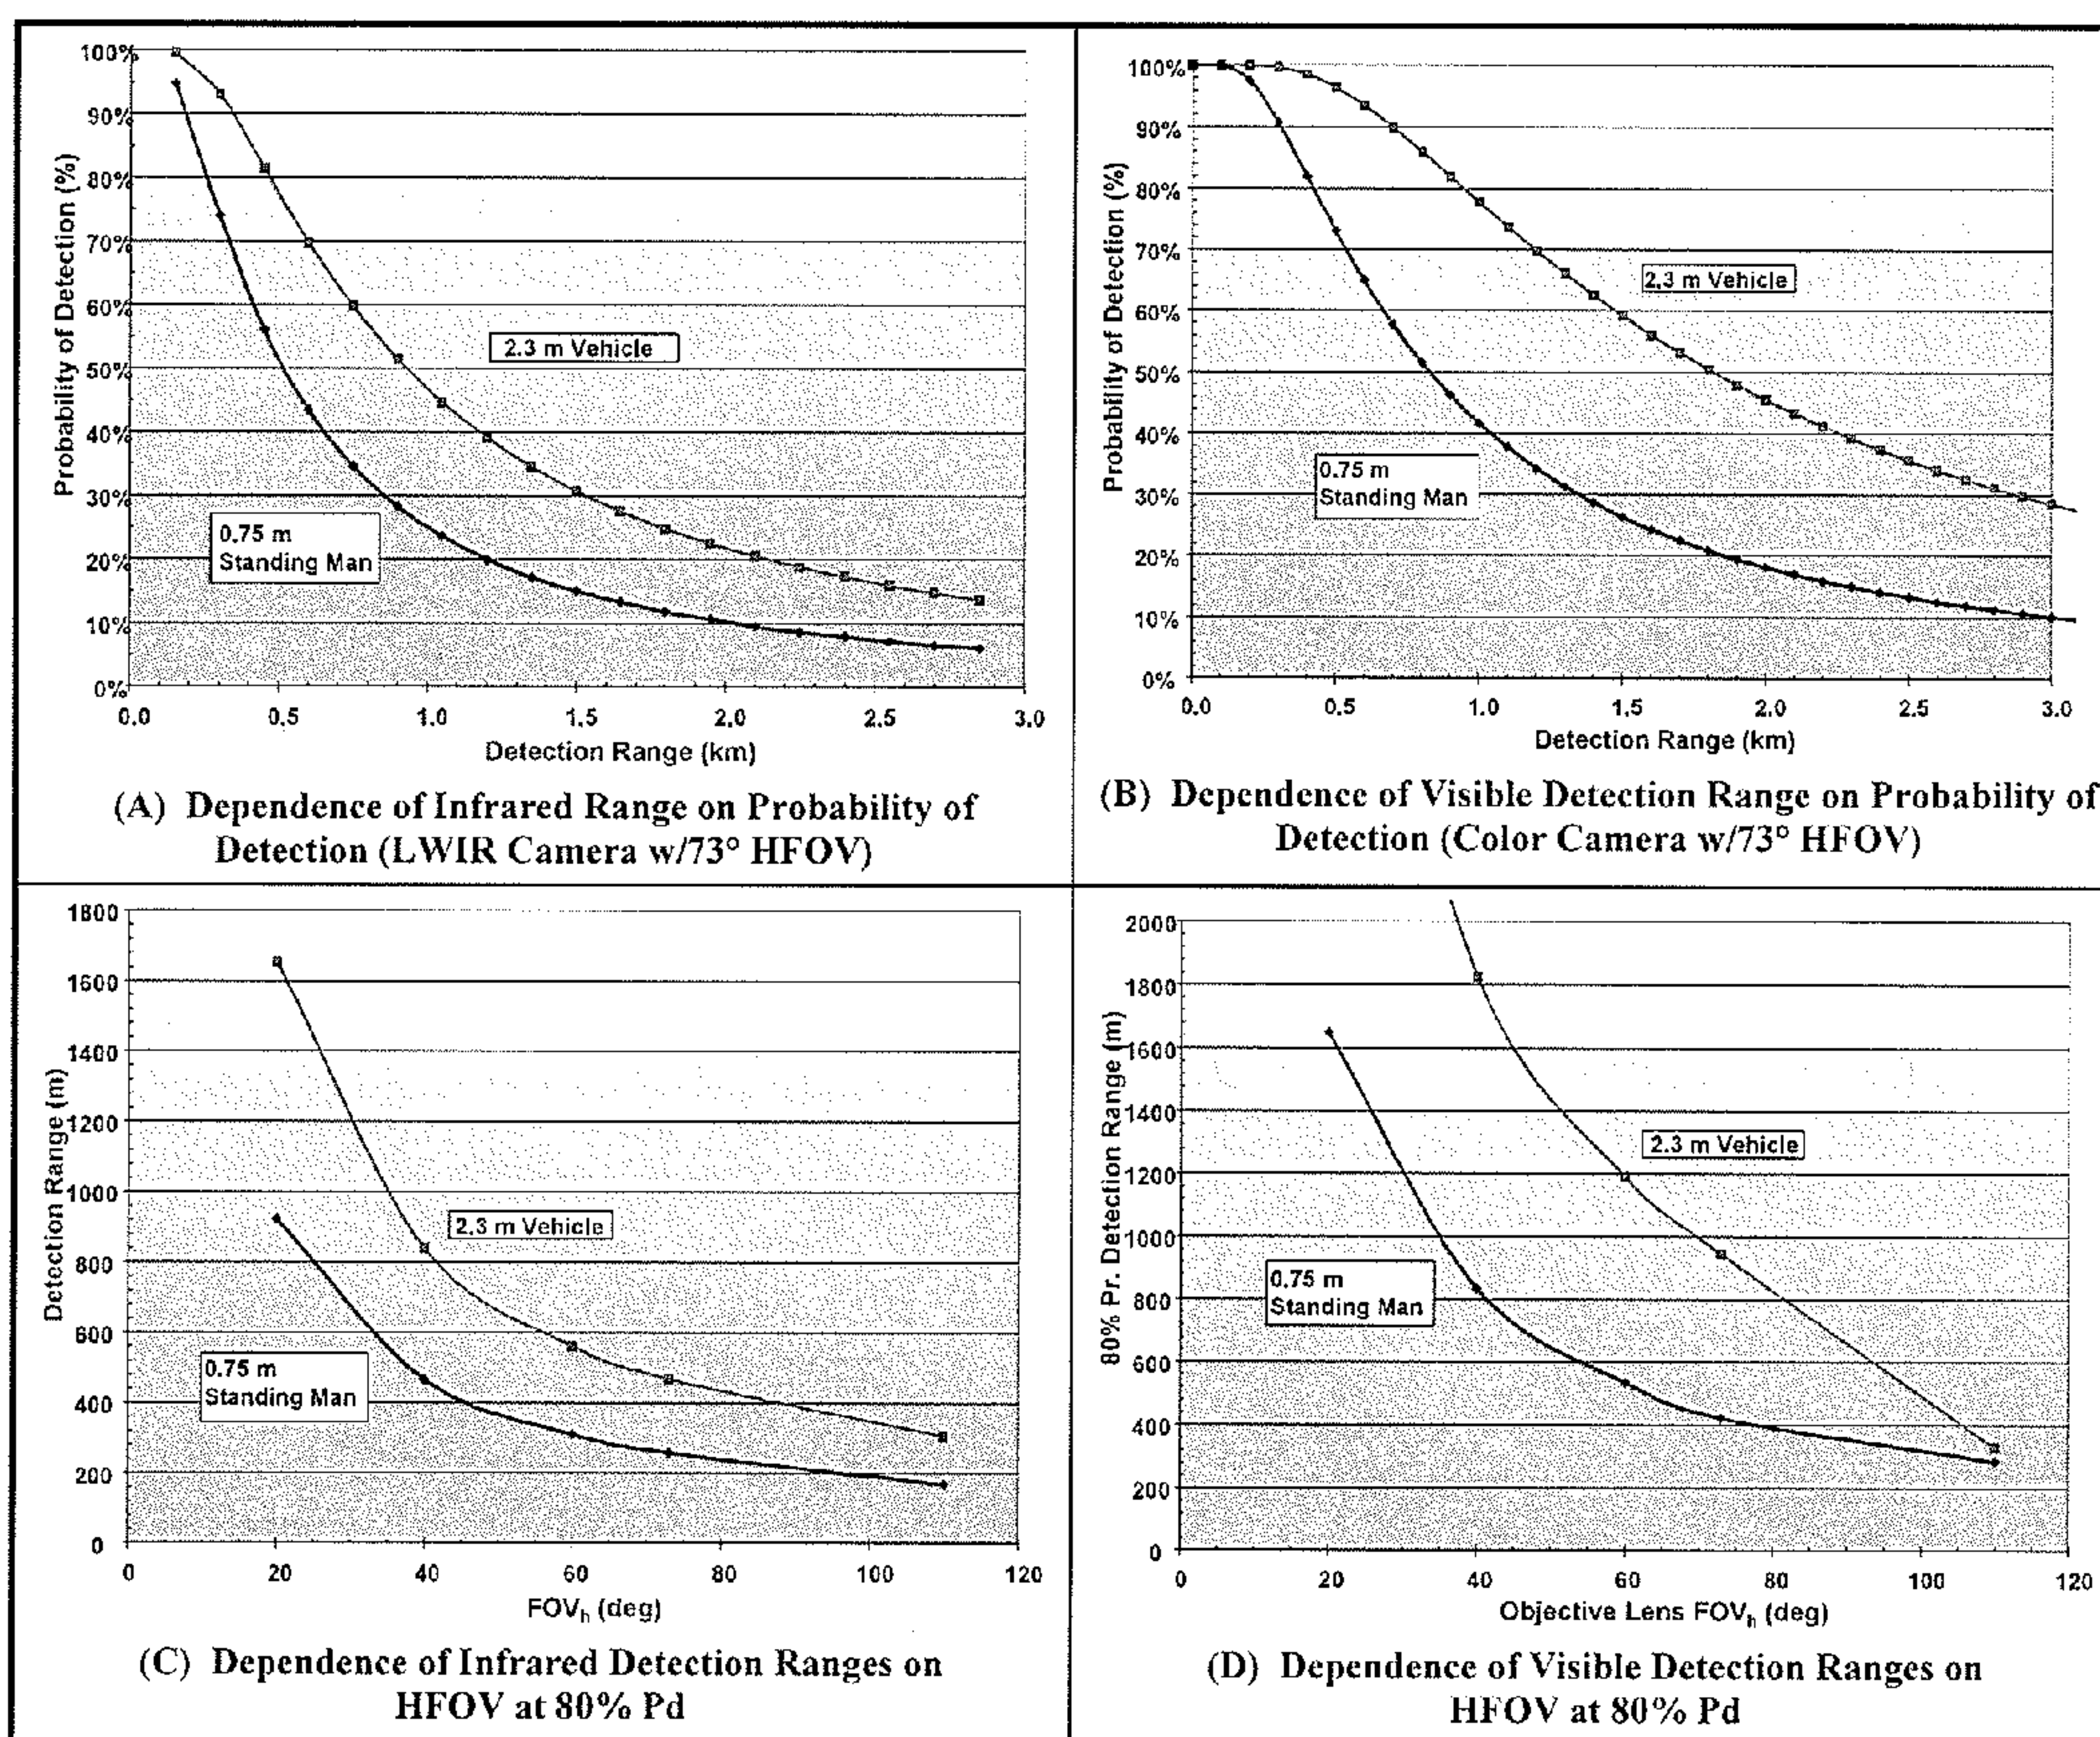 100%
90%
80%
70%
60%
50%
40%
30%
20%
10%
0%
Probability of Detection (%)
2.3 m Vehicle
0.75 m
Standing Man
0.0 0.5 1.0 1.5 2.0 2.5 3.0
Detection Range (km)
(A) Dependence of Infrared Range on Probability of
Detection (LWIR Camera w/73° HFOV)
100%
90%
80%
70%
60%
50%
40%
30%
20%
10%
0%
Probability of Detection (%)
2.3 m Vehicle
0.75 m
Standing Man
0.0 0.5 1.0 1.5 2.0 2.5 3.0
Detection Range (km)
(B) Dependence of Visible Detection Range on Probability of
Detection (Color Camera w/73° HFOV)
1800
1600
1400
1200
1000
800
600
400
200
0
Detection Range (m)
2.3 m Vehicle
0.75 m
Standing Man
0 20 40 60 80 100 120
FOVh (deg)
(C) Dependence of Infrared Detection Ranges on
HFOV at 80% Pd
2000
1800
1600
1400
1200
1000
800
600
400
200
0
80% Pr. Detection Range (m)
2.3 m Vehicle
0.75 m
Standing Man
0 20 40 60 80 100 120
Objective Lens FOVh (deg)
(D) Dependence of Visible Detection Ranges on
HFOV at 80% Pd